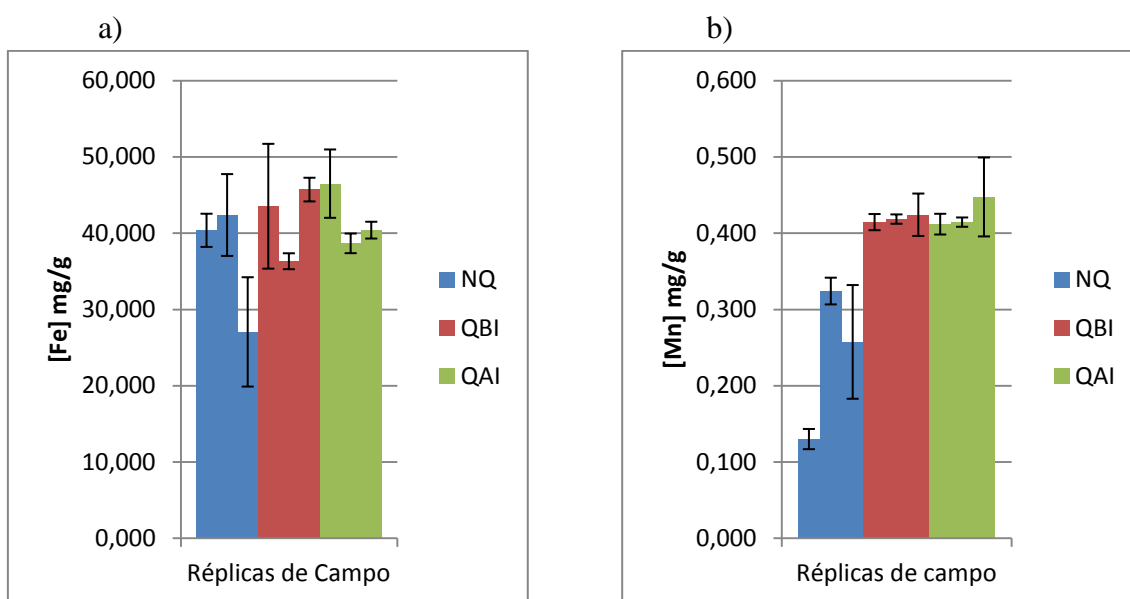 a)
60,000
50,000
40,000
30,000
20,000
10,000
0,000
[Fe] mg/g
Réplicas de Campo
NQ
QBI
QAI
b)
0,600
0,500
0,400
0,300
0,200
0,100
0,000
[Mn] mg/g
Réplicas de campo
NQ
QBI
QAI